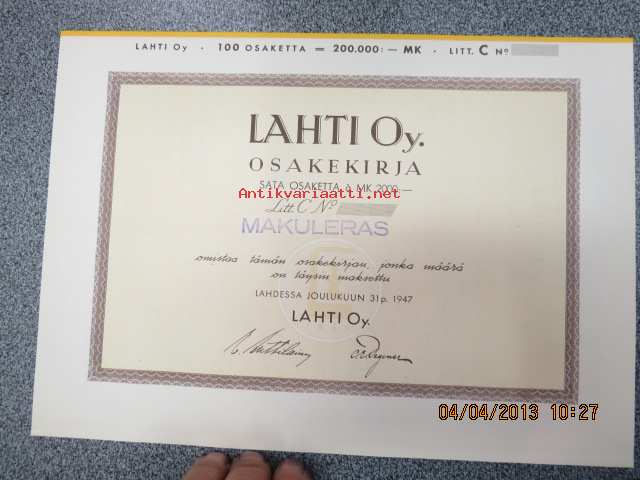 LAHTI Oy · 100 OSAKETTA = 200.000: — MK · LITT. C No
LAHTI Oy.
OSAKEKIRJA
SATA OSAKETTA à MK 2000.—
Antikvariaatti.net
Litt. C No
MAKULERAS
omistaa tämän osakekirjan, jonka määrä
on täysin maksettu
LAHDESSA JOULUKUUN 31 p. 1947
LAHTI Oy.
04/04/2013 10:27